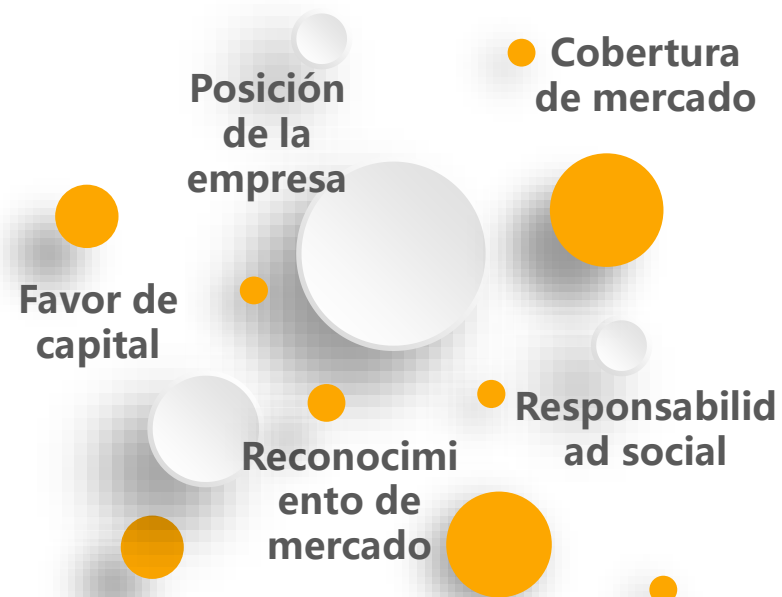 Posición
de la
empresa
Cobertura
de mercado
Favor de
capital
Responsabilid
ad social
Reconocimi
ento de
mercado